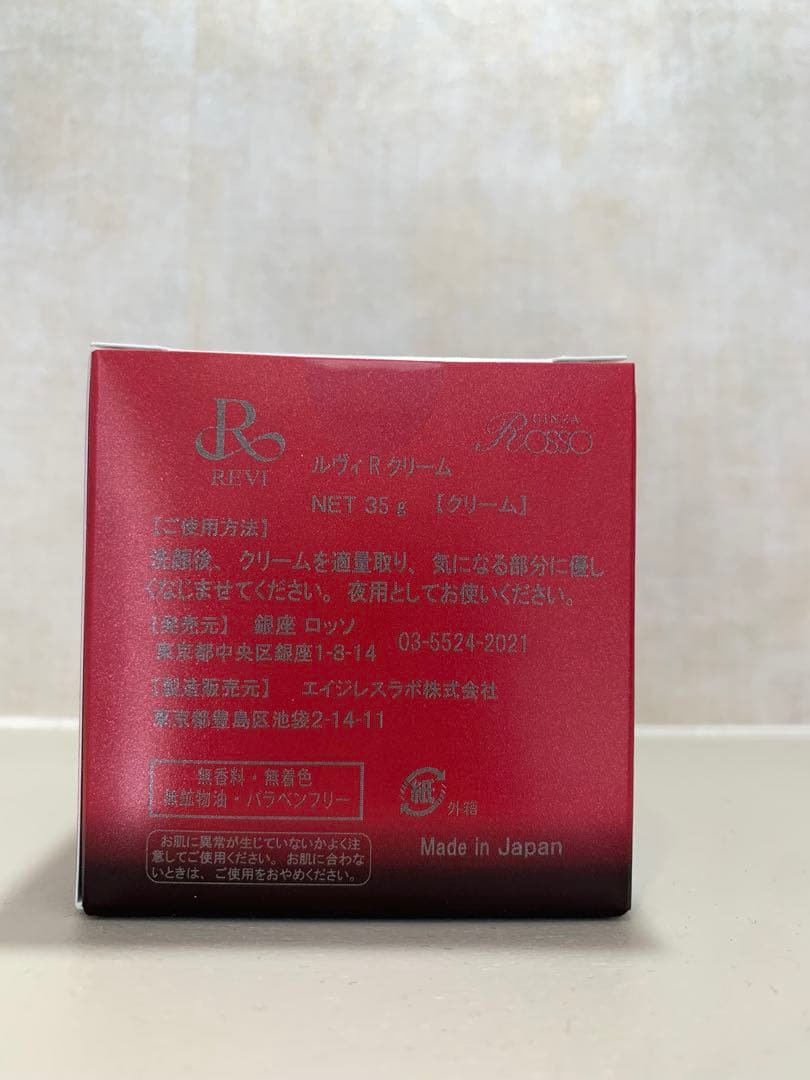 R
REVI
GINZA
ROSSO
ルヴィ R クリーム
NET 35 g 【クリーム】
【ご使用方法】
洗顔後、クリームを適量取り、気になる部分に優し
くなじませてください。夜用としてお使いください。
【発売元】 銀座 ロッソ
東京都中央区銀座1-8-14 03-5524-2021
【製造販売元】 エイジレスラボ株式会社
東京都豊島区池袋2-14-11
無香料・無着色
無鉱物油・パラベンフリー
紙
外箱
お肌に異常が生じていないかよく注
意してご使用ください。お肌に合わな
いときは、ご使用をおやめください。
Made in Japan